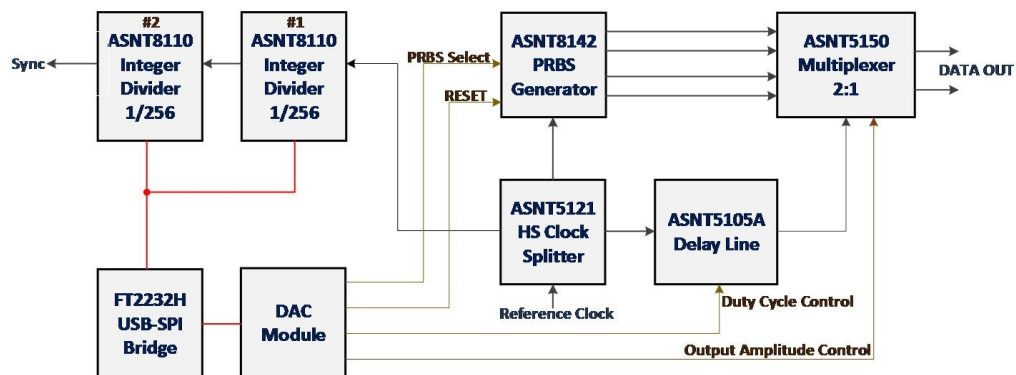 #2
ASNT8110
Integer
Divider
1/256
#1
ASNT8110
Integer
Divider
1/256
Sync
PRBS Select
RESET
ASNT8142
PRBS
Generator
ASNT5150
Multiplexer
2:1
DATA OUT
ASNT5121
HS Clock
Splitter
ASNT5105A
Delay Line
Reference Clock
Duty Cycle Control
FT2232H
USB-SPI
Bridge
DAC
Module
Output Amplitude Control